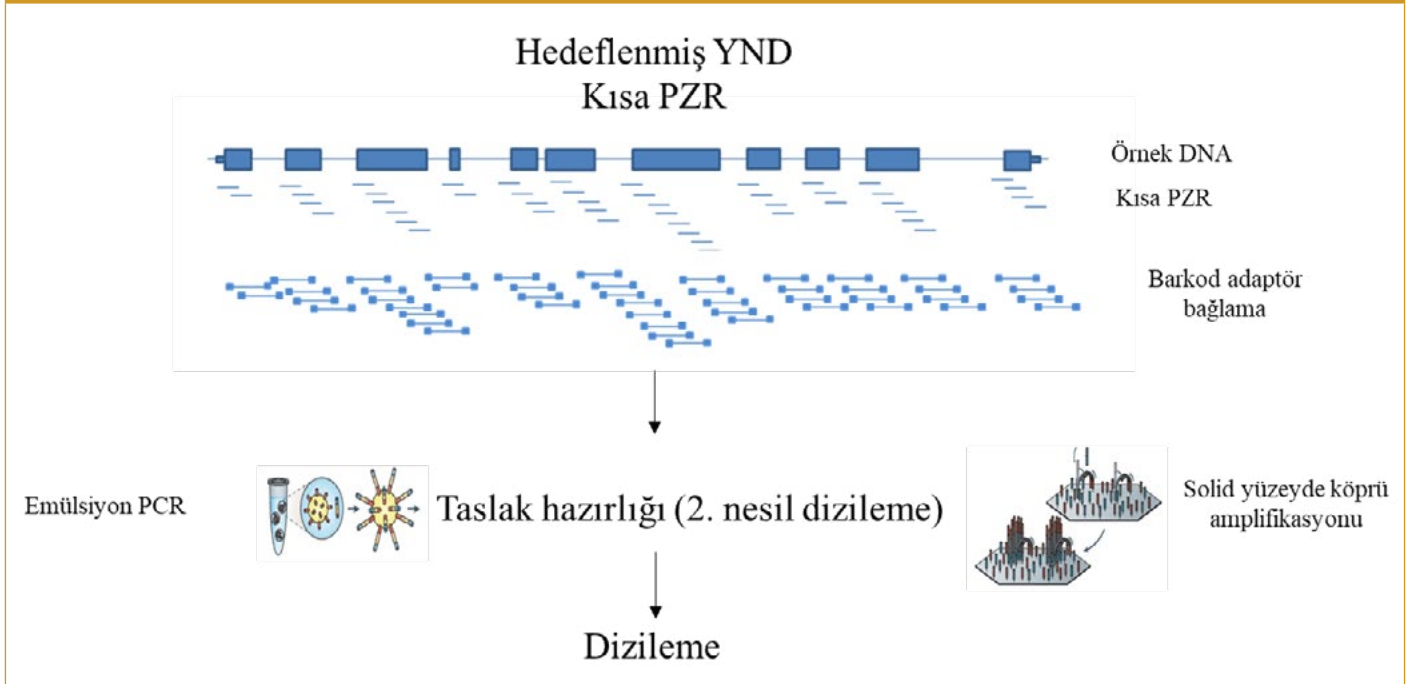 Hedeflenmiş YND
Kısa PZR
Örnek DNA
Kısa PZR
Barkod adaptör
bağlama
Emülsiyon PCR
Taslak hazırlığı (2. nesil dizileme)
Solid yüzeyde köprü
amplifikasyonu
Dizileme